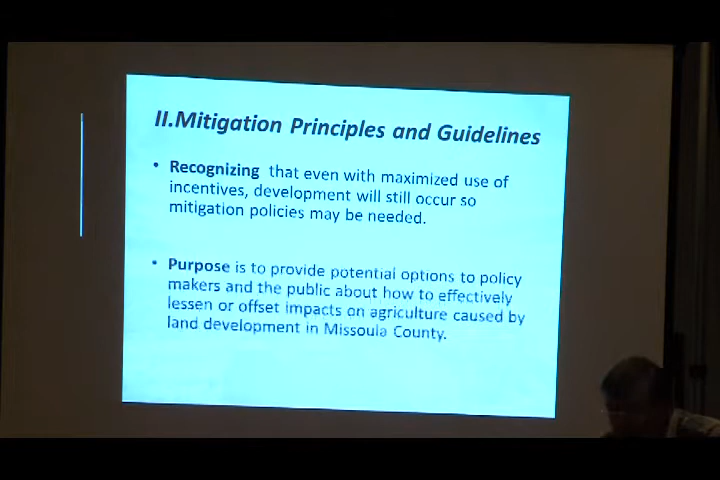 II.Mitigation Principles and Guidelines
• Recognizing that even with maximized use of
incentives, development will still occur so
mitigation policies may be needed.
• Purpose is to provide potential options to policy
makers and the public about how to effectively
lessen or offset impacts on agriculture caused by
land development in Missoula County.